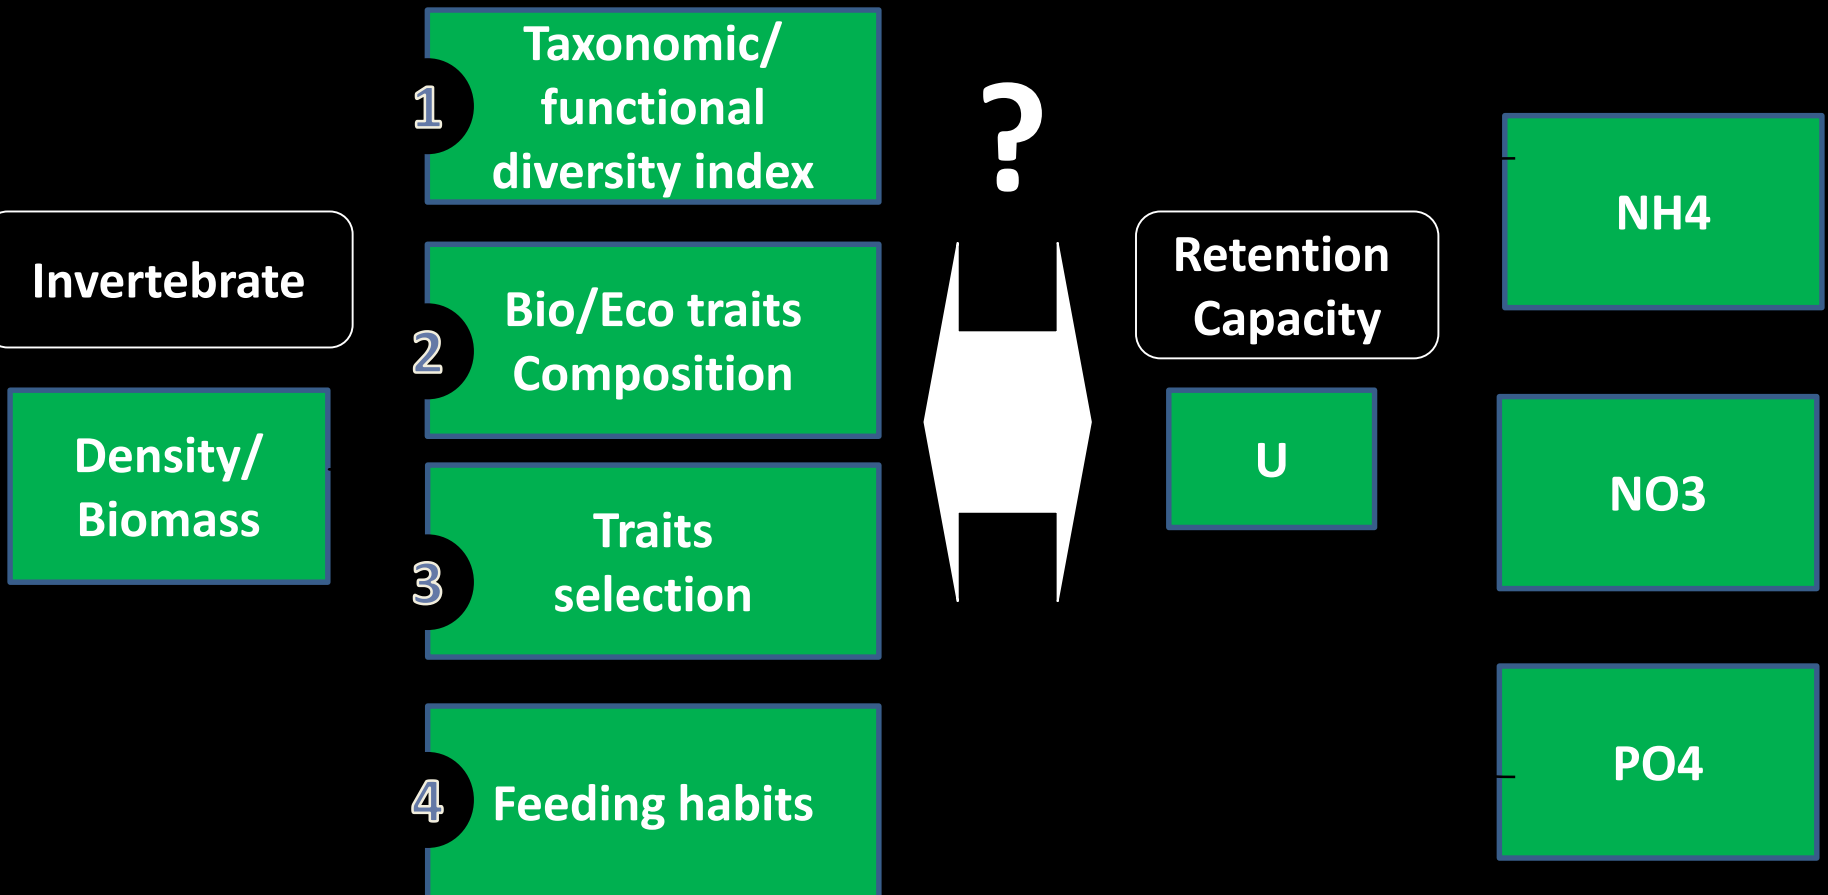 Invertebrate
Density/
Biomass
1
Taxonomic/
functional
diversity index
2
Bio/Eco traits
Composition
3
Traits
selection
4
Feeding habits
?
Retention
Capacity
U
NH4
NO3
PO4